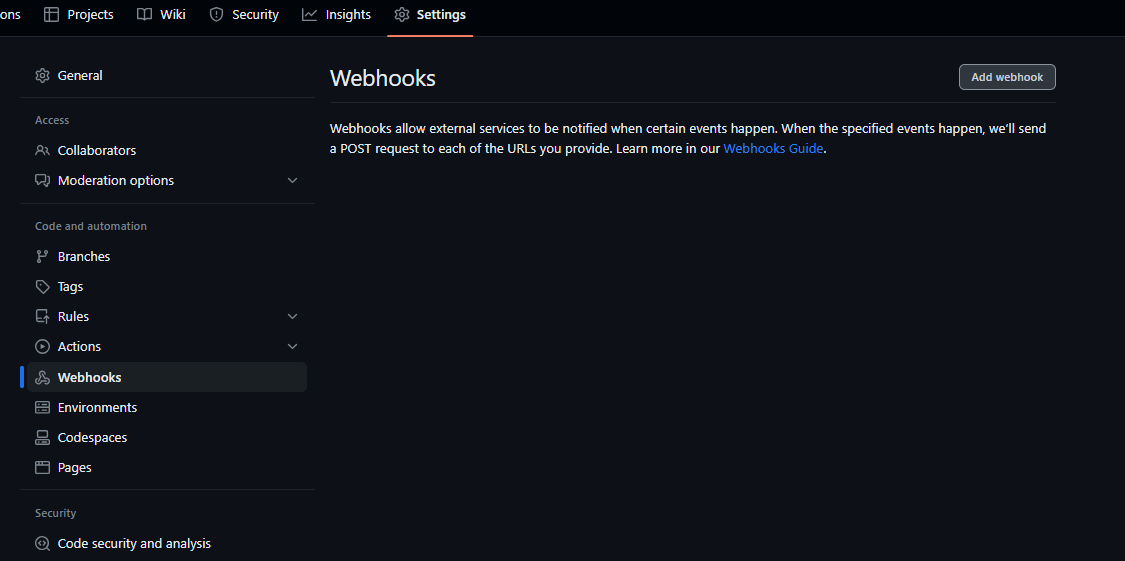 ons Projects Wiki Security Insights Settings
General
Access
Collaborators
Moderation options
Code and automation
Branches
Tags
Rules
Actions
Webhooks
Environments
Codespaces
Pages
Security
Code security and analysis
Webhooks
Add webhook
Webhooks allow external services to be notified when certain events happen. When the specified events happen, we'll send
a POST request to each of the URLs you provide. Learn more in our Webhooks Guide.